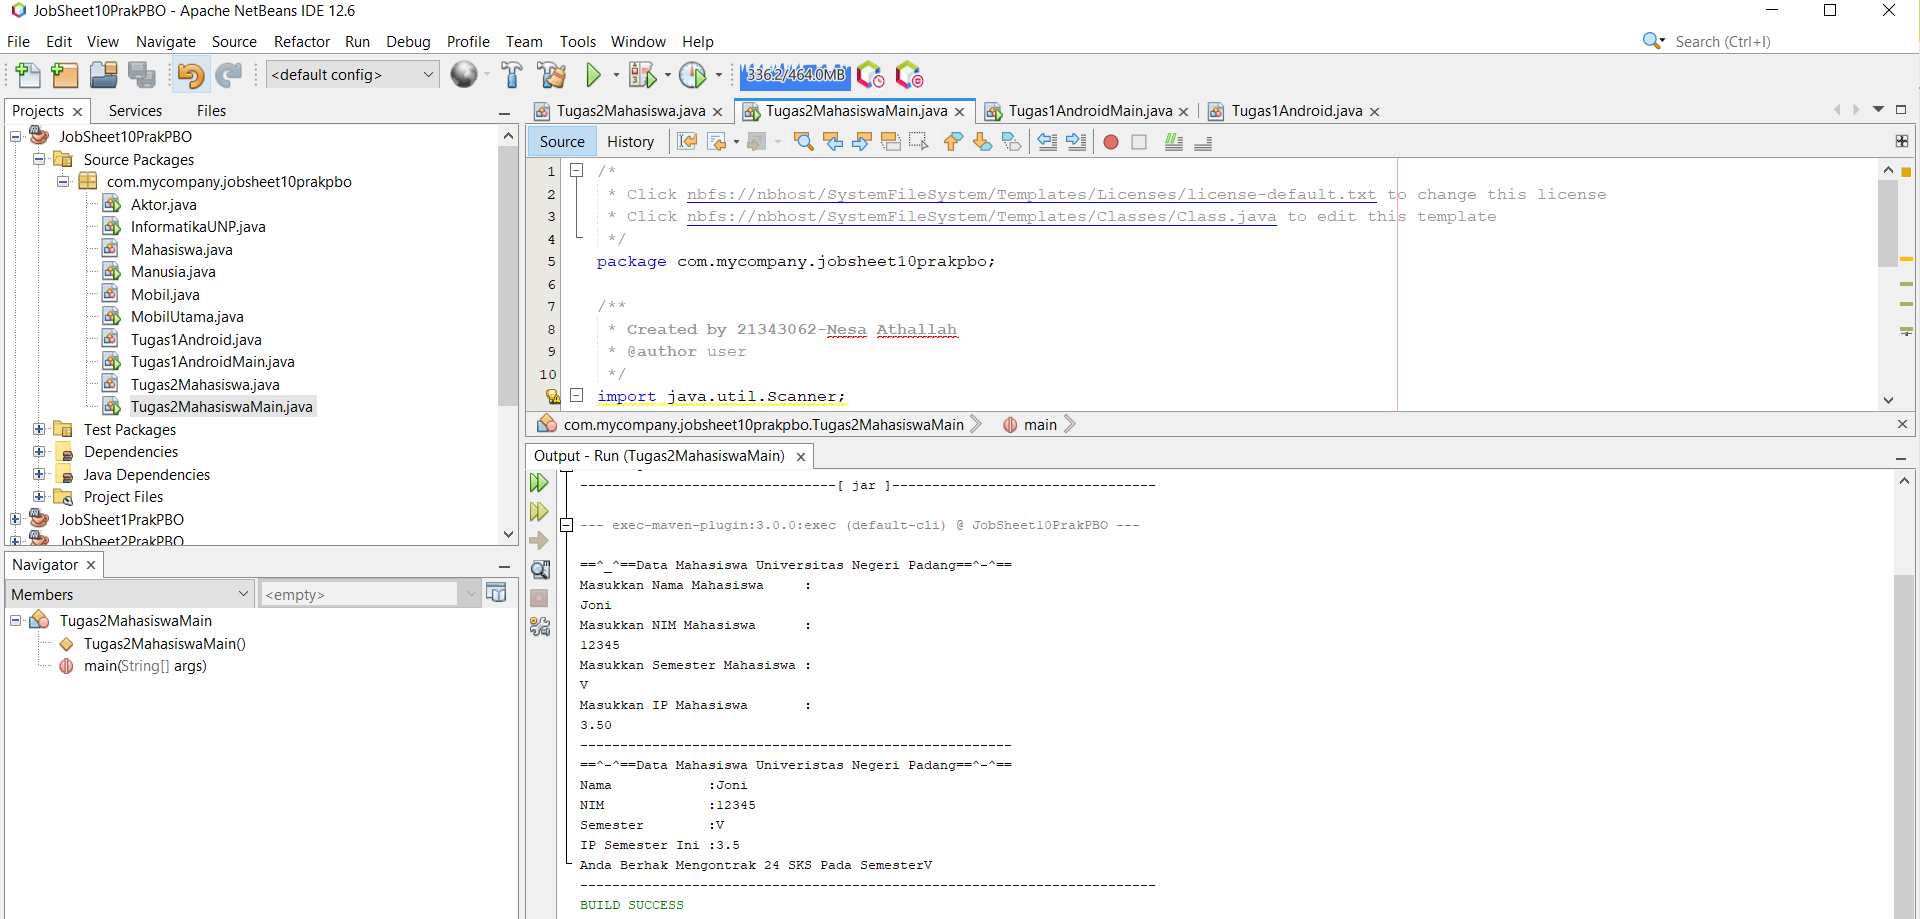 JobSheet10PrakPBO - Apache NetBeans IDE 12.6
File Edit View Navigate Source Refactor Run Debug Profile Team Tools Window Help
Search (Ctrl+I)
<default config>
336.2/464.0MB
Projects Services Files
JobSheet10PrakPBO
Source Packages
com.mycompany.jobsheet10prakpbo
Aktor.java
InformatikaUNP.java
Mahasiswa.java
Manusia.java
Mobil.java
MobilUtama.java
Tugas1Android.java
Tugas1AndroidMain.java
Tugas2Mahasiswa.java
Tugas2MahasiswaMain.java
Test Packages
Dependencies
Java Dependencies
Project Files
JobSheet1PrakPBO
JobSheet2PrakPBO
Navigator
Members
<empty>
Tugas2MahasiswaMain
Tugas2MahasiswaMain()
main(String[] args)
Tugas2Mahasiswa.java Tugas2MahasiswaMain.java Tugas1AndroidMain.java Tugas1Android.java
Source History
1 /*
2 * Click nbfs://nbhost/SystemFileSystem/Templates/Licenses/license-default.txt to change this license
3 * Click nbfs://nbhost/SystemFileSystem/Templates/Classes/Class.java to edit this template
4 */
5 package com.mycompany.jobsheet10prakpbo;
6
7 /**
8 * Created by 21343062-Nesa Athallah
9 * @author user
10 */
import java.util.Scanner;
com.mycompany.jobsheet10prakpbo.Tugas2MahasiswaMain main
Output - Run (Tugas2MahasiswaMain)
--------------------------------[ jar ]---------------------------------
--- exec-maven-plugin:3.0.0:exec (default-cli) @ JobSheet10PrakPBO ---
==^_^==Data Mahasiswa Universitas Negeri Padang==^-^==
Masukkan Nama Mahasiswa :
Joni
Masukkan NIM Mahasiswa :
12345
Masukkan Semester Mahasiswa :
V
Masukkan IP Mahasiswa :
3.50
------------------------------------------------------
==^-^==Data Mahasiswa Univeristas Negeri Padang==^-^==
Nama :Joni
NIM :12345
Semester :V
IP Semester Ini :3.5
Anda Berhak Mengontrak 24 SKS Pada SemesterV
------------------------------------------------------------------------
BUILD SUCCESS